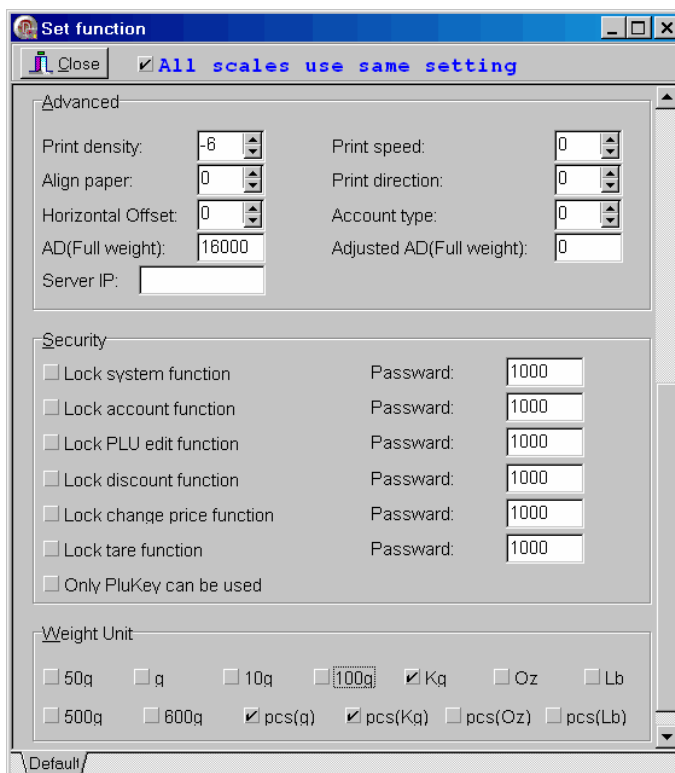 Set function
Close All scales use same setting
Advanced
Print density: -6 Print speed: 0
Align paper: 0 Print direction: 0
Horizontal Offset: 0 Account type: 0
AD(Full weight): 16000 Adjusted AD(Full weight): 0
Server IP:
Security
Lock system function Passward: 1000
Lock account function Passward: 1000
Lock PLU edit function Passward: 1000
Lock discount function Passward: 1000
Lock change price function Passward: 1000
Lock tare function Passward: 1000
Only PluKey can be used
Weight Unit
50g g 10g 100g Kg Oz Lb
500g 600g pcs(g) pcs(Kg) pcs(Oz) pcs(Lb)
Default